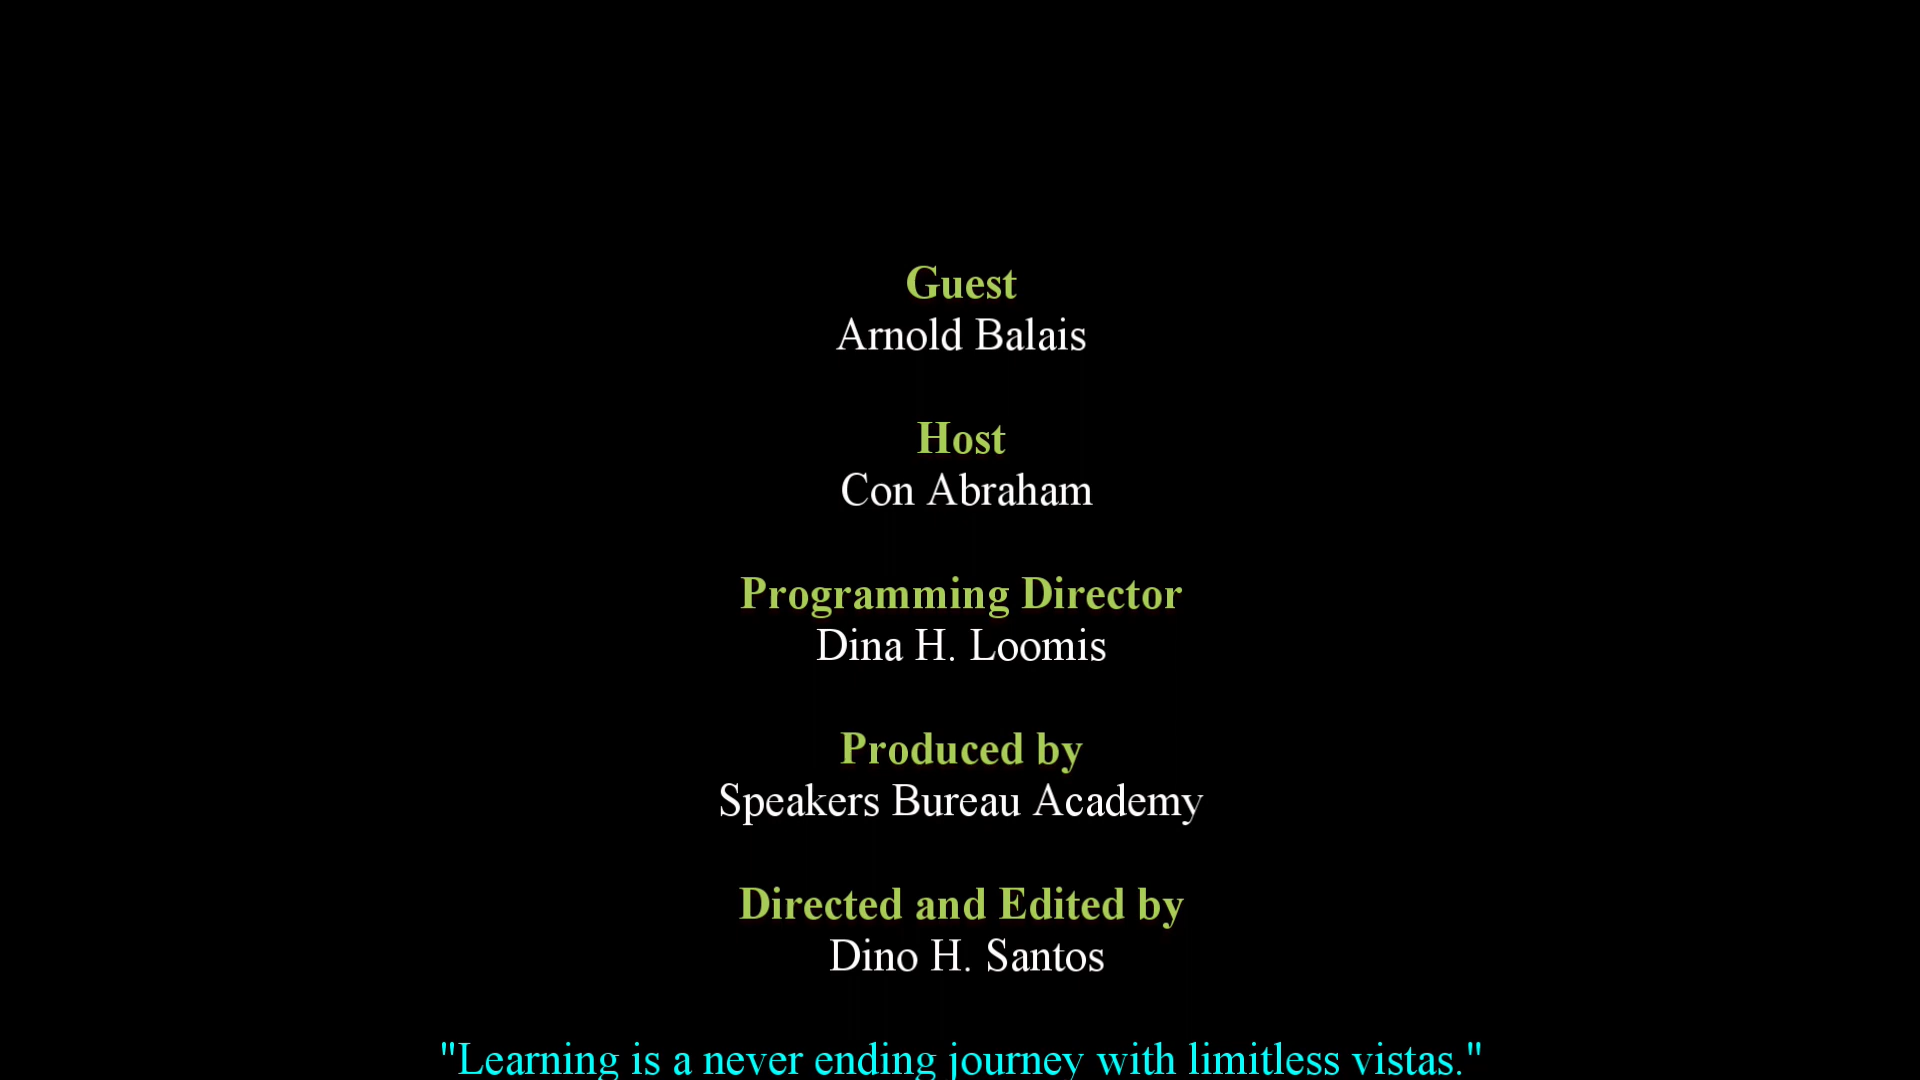 Guest
Arnold Balais
Host
Con Abraham
Programming Director
Dina H. Loomis
Produced by
Speakers Bureau Academy
Directed and Edited by
Dino H. Santos
"Learning is a never ending journey with limitless vistas."